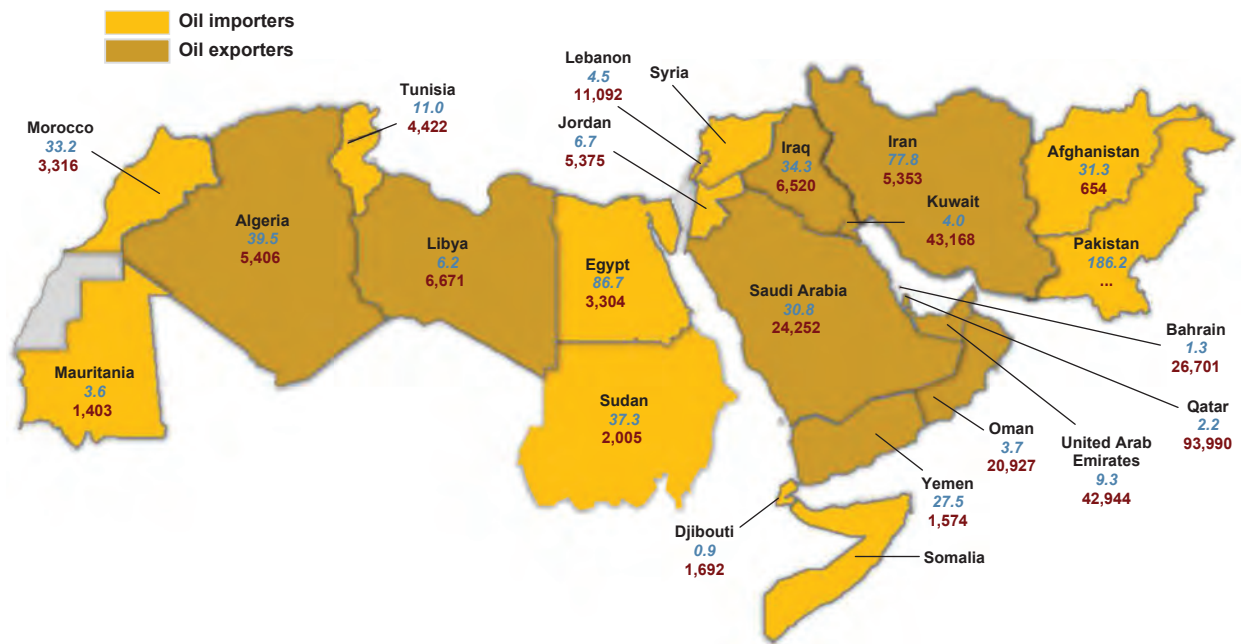 Oil importers
Oil exporters
Lebanon
4.5
11,092
Syria
Tunisia
11.0
4,422
Morocco
33.2
3,316
Jordan
6.7
5,375
Iraq
34.3
6,520
Iran
77.8
5,353
Afghanistan
31.3
654
Kuwait
4.0
43,168
Algeria
39.5
5,406
Libya
6.2
6,671
Egypt
86.7
3,304
Pakistan
186.2
...
Saudi Arabia
30.8
24,252
Bahrain
1.3
26,701
Mauritania
3.6
1,403
Sudan
37.3
2,005
Qatar
2.2
93,990
Oman
3.7
20,927
United Arab
Emirates
9.3
42,944
Yemen
27.5
1,574
Djibouti
0.9
1,692
Somalia